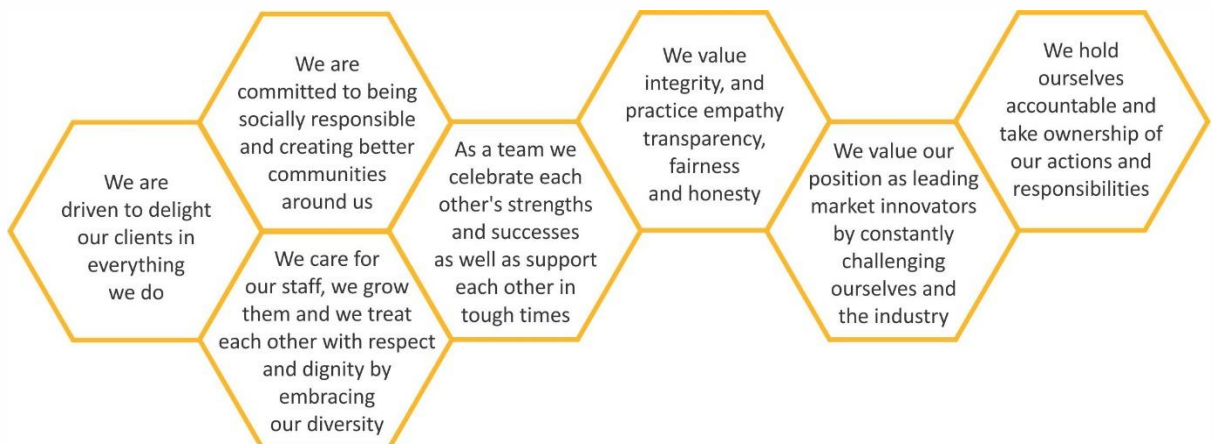 We are
driven to delight
our clients in
everything
we do
We are
committed to being
socially responsible
and creating better
communities
around us
We care for
our staff, we grow
them and we treat
each other with respect
and dignity by
embracing
our diversity
As a team we
celebrate each
other's strengths
and successes
as well as support
each other in
tough times
We value
integrity, and
practice empathy
transparency,
fairness
and honesty
We value our
position as leading
market innovators
by constantly
challenging
ourselves and
the industry
We hold
ourselves
accountable and
take ownership of
our actions and
responsibilities